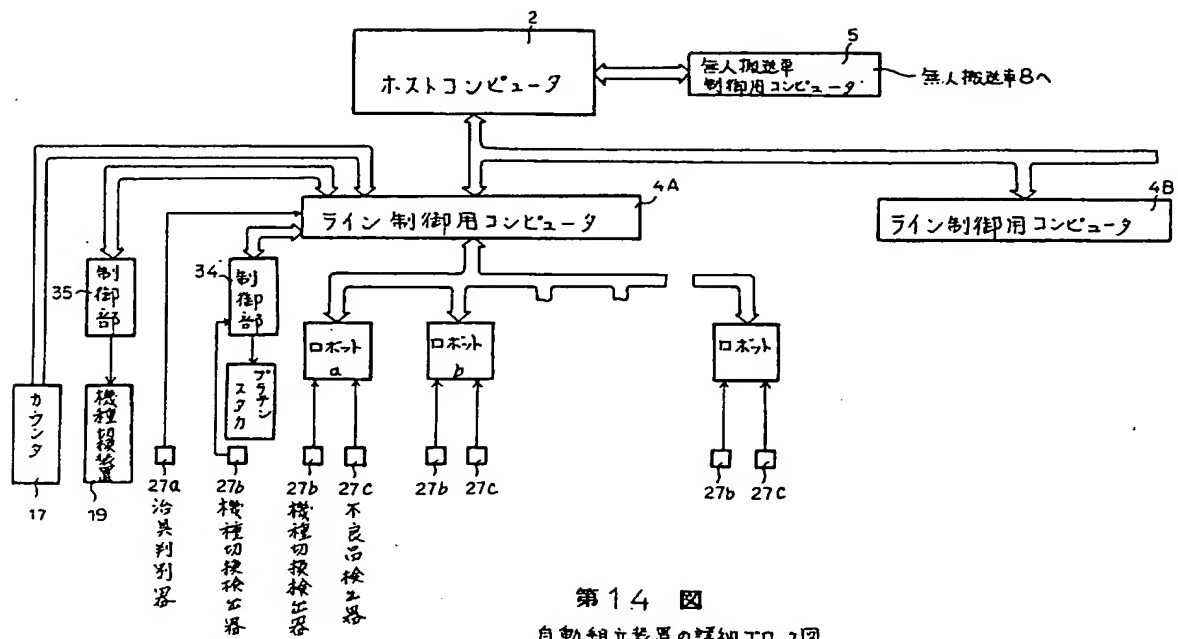 2
ホストコンピュータ
5
無人搬送車
制御用コンピュータ
無人搬送車8へ
4A
ライン制御用コンピュータ
4B
ライン制御用コンピュータ
35
制御部
34
制御部
ロボット
a
ロボット
b
ロボット
カウンタ
機種切換装置
プラテン
スタカ
17
19
27a
治具判別器
27b
機種切換検出器
27b
機種切換検出器
27c
不良品検出器
27b
27c
27b
27c
第14図
自動組立装置の詳細ブロック図